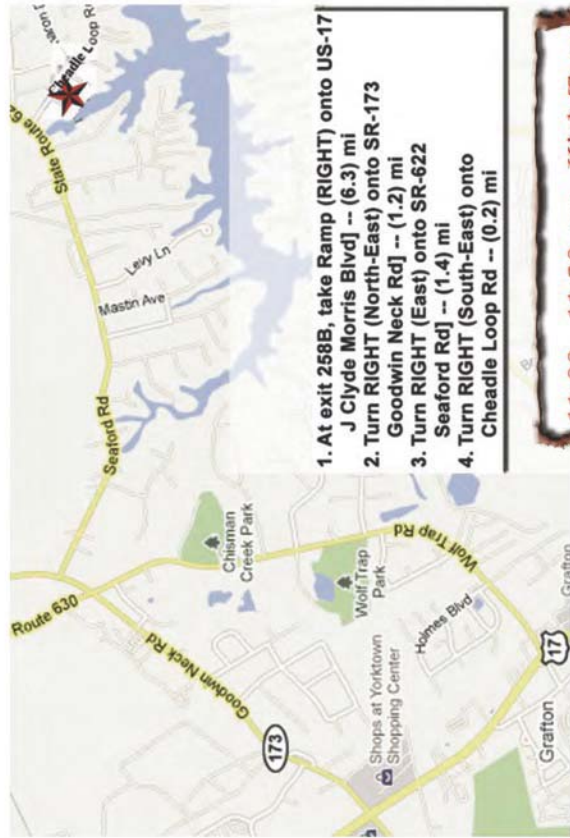 State Route 62
Cheadle Loop R
Levy Ln
Mastin Ave
Seaford Rd
Route 630
Chisman
Creek Park
Goodwin Neck Rd
Wolf Trap
Park
Wolf Trap Rd
173
Holmes Blvd
Shops at Yorktown
Shopping Center
17
Grafton
Grafton
1. At exit 258B, take Ramp (RIGHT) onto US-17
J Clyde Morris Blvd] -- (6.3) mi
2. Turn RIGHT (North-East) onto SR-173
Goodwin Neck Rd] -- (1.2) mi
3. Turn RIGHT (East) onto SR-622
Seaford Rd] -- (1.4) mi
4. Turn RIGHT (South-East) onto
Cheadle Loop Rd -- (0.2) mi